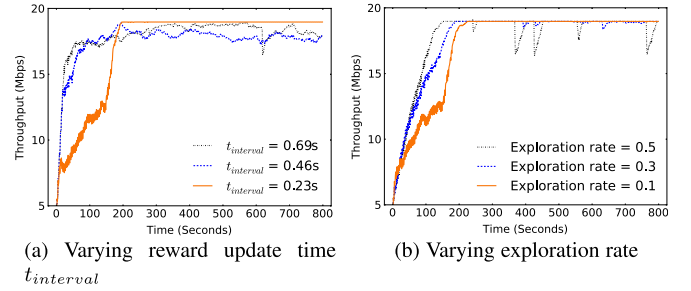 20
15
10
5
Throughput (Mbps)
t_interval = 0.69s
t_interval = 0.46s
t_interval = 0.23s
0 100 200 300 400 500 600 700 800
Time (Seconds)
(a) Varying reward update time
t_interval
20
15
10
5
Throughput (Mbps)
Exploration rate = 0.5
Exploration rate = 0.3
Exploration rate = 0.1
0 100 200 300 400 500 600 700 800
Time (Seconds)
(b) Varying exploration rate